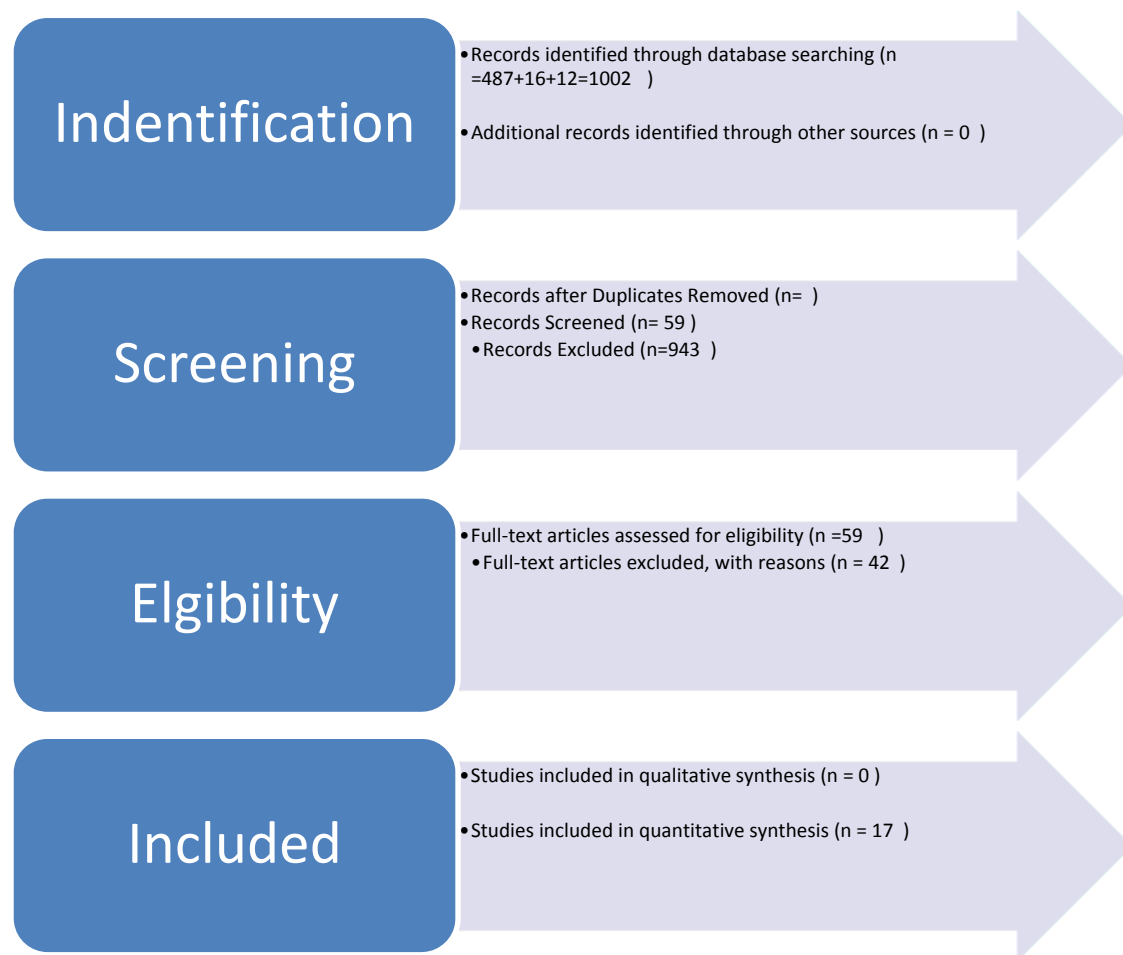 Indentification
•Records identified through database searching (n
=487+16+12=1002 )
•Additional records identified through other sources (n = 0 )
Screening
•Records after Duplicates Removed (n= )
•Records Screened (n= 59 )
•Records Excluded (n=943 )
Elgibility
•Full-text articles assessed for eligibility (n =59 )
•Full-text articles excluded, with reasons (n = 42 )
Included
•Studies included in qualitative synthesis (n = 0 )
•Studies included in quantitative synthesis (n = 17 )